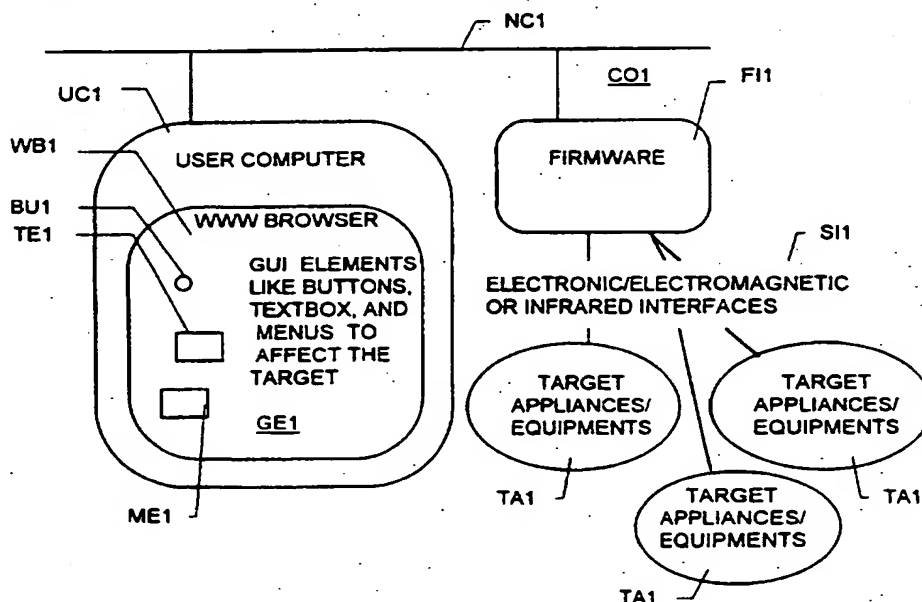 NC1
CO1
FI1
UC1
WB1
USER COMPUTER
FIRMWARE
BU1
TE1
WWW BROWSER
GUI ELEMENTS
LIKE BUTTONS,
TEXTBOX, AND
MENUS TO
AFFECT THE
TARGET
GE1
ME1
SI1
ELECTRONIC/ELECTROMAGNETIC
OR INFRARED INTERFACES
TARGET
APPLIANCES/
EQUIPMENTS
TA1
TARGET
APPLIANCES/
EQUIPMENTS
TA1
TARGET
APPLIANCES/
EQUIPMENTS
TA1